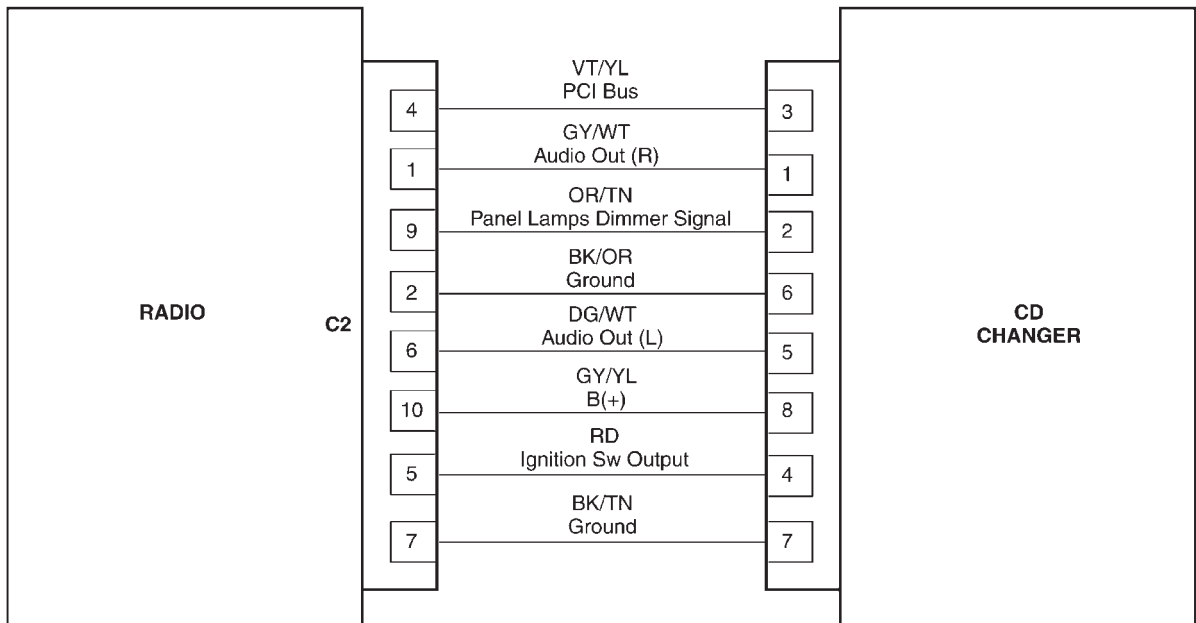 VT/YL
PCI Bus
4
3
GY/WT
Audio Out (R)
1
1
OR/TN
Panel Lamps Dimmer Signal
9
2
BK/OR
Ground
2
6
RADIO
C2
CD
CHANGER
DG/WT
Audio Out (L)
6
5
GY/YL
B(+)
10
8
RD
Ignition Sw Output
5
4
BK/TN
Ground
7
7